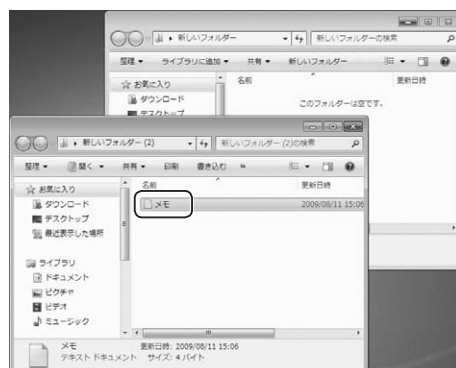 新しいフォルダー
新しいフォルダーの検索
整理
ライブラリに追加
共有
新しいフォルダー
お気に入り
ダウンロード
デスクトップ
名前
更新日時
このフォルダーは空です。
新しいフォルダー (2)
新しいフォルダー (2)の検索
整理
開く
共有
印刷
書き込む
»
お気に入り
ダウンロード
デスクトップ
最近表示した場所
ライブラリ
ドキュメント
ピクチャ
ビデオ
ミュージック
名前
更新日時
メモ
2009/08/11 15:06
メモ
更新日時: 2009/08/11 15:06
テキスト ドキュメント
サイズ: 4 バイト